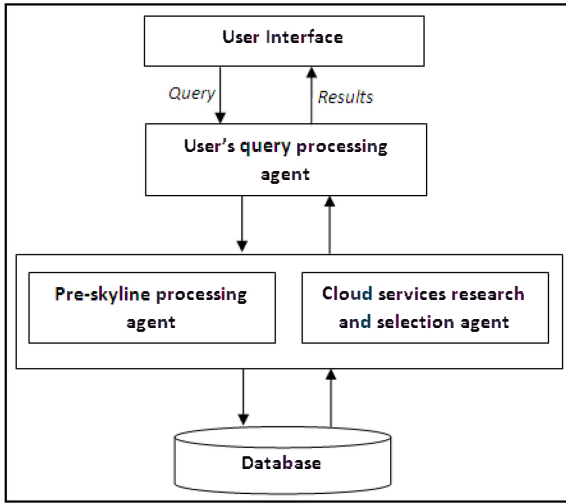 User Interface
Query
Results
User's query processing
agent
Pre-skyline processing
agent
Cloud services research
and selection agent
Database